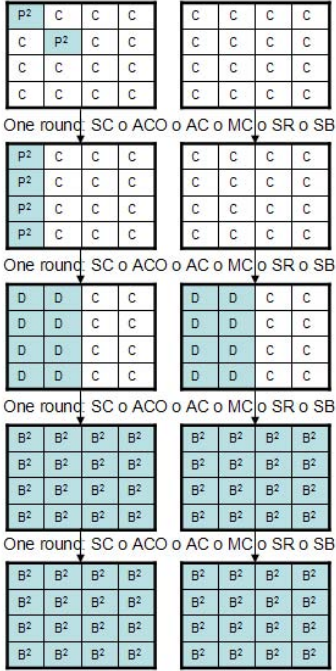 P² C C C C C C C
C P² C C C C C C
C C C C C C C C
C C C C C C C C
One round: SC o ACO o AC o MC o SR o SB
P² C C C C C C C
P² C C C C C C C
P² C C C C C C C
P² C C C C C C C
One round: SC o ACO o AC o MC o SR o SB
D D C C D D C C
D D C C D D C C
D D C C D D C C
D D C C D D C C
One round: SC o ACO o AC o MC o SR o SB
B² B² B² B² B² B² B² B²
B² B² B² B² B² B² B² B²
B² B² B² B² B² B² B² B²
B² B² B² B² B² B² B² B²
One round: SC o ACO o AC o MC o SR o SB
B² B² B² B² B² B² B² B²
B² B² B² B² B² B² B² B²
B² B² B² B² B² B² B² B²
B² B² B² B² B² B² B² B²